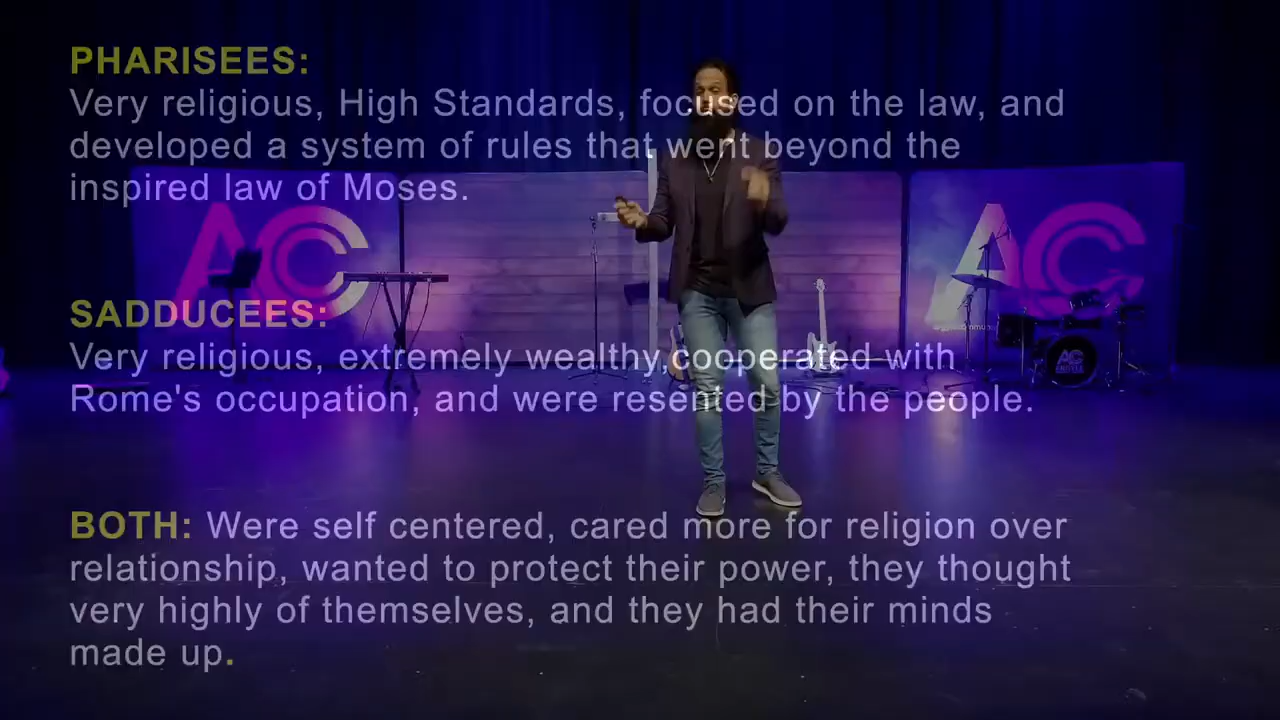 PHARISEES:
Very religious, High Standards, focused on the law, and
developed a system of rules that went beyond the
inspired law of Moses.
AC
AC
SADDUCEES:
Very religious, extremely wealthy,cooperated with
Rome's occupation, and were resented by the people.
AC
BOTH: Were self centered, cared more for religion over
relationship, wanted to protect their power, they thought
very highly of themselves, and they had their minds
made up.